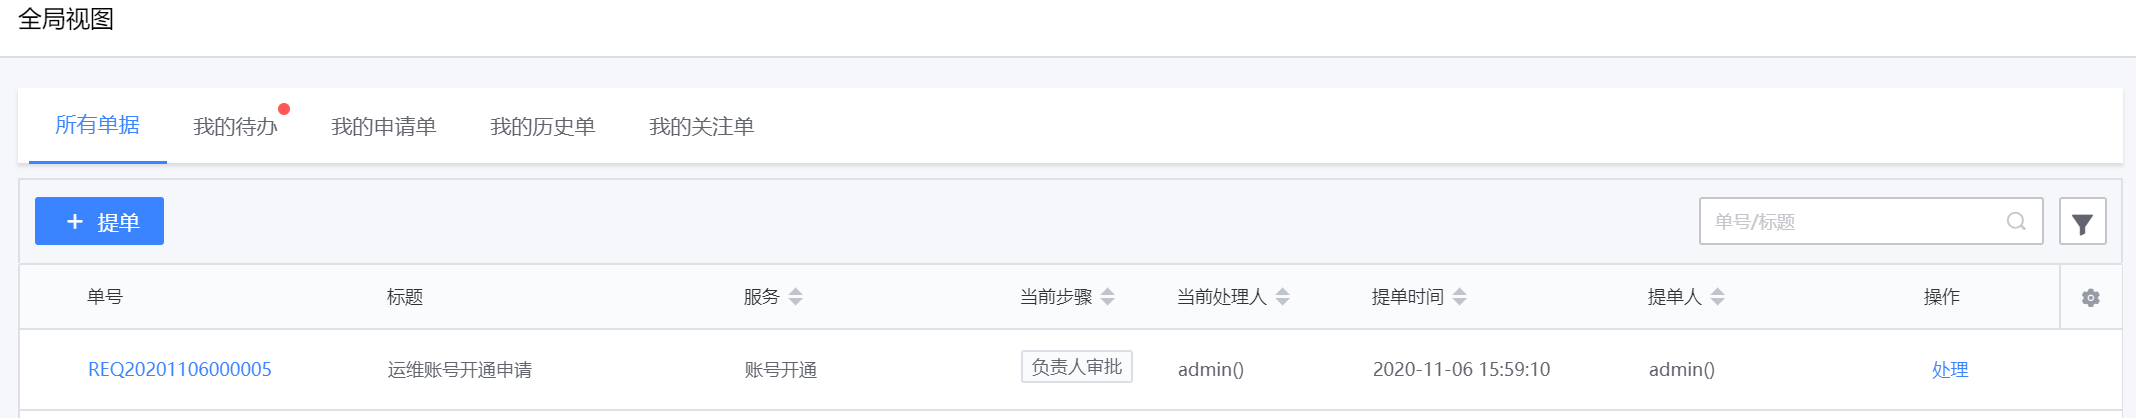 全局视图
所有单据 我的待办 我的申请单 我的历史单 我的关注单
+ 提单 单号/标题
单号 标题 服务 当前步骤 当前处理人 提单时间 提单人 操作
REQ20201106000005 运维账号开通申请 账号开通 负责人审批 admin() 2020-11-06 15:59:10 admin() 处理